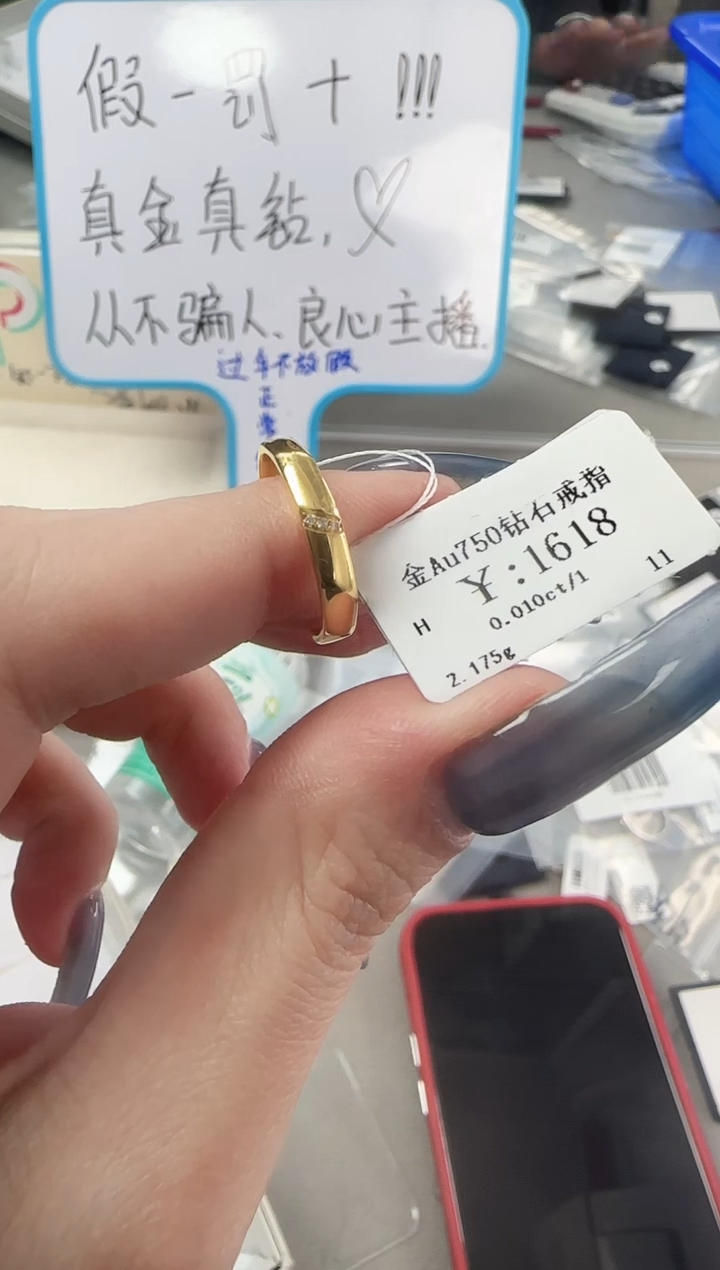 假一罚十!!!
真金真钻,♡
从不骗人、良心主播.
过年不放假
正常
金Au750钻石戒指
¥:1618
H 0.010ct/1 11
2.175g